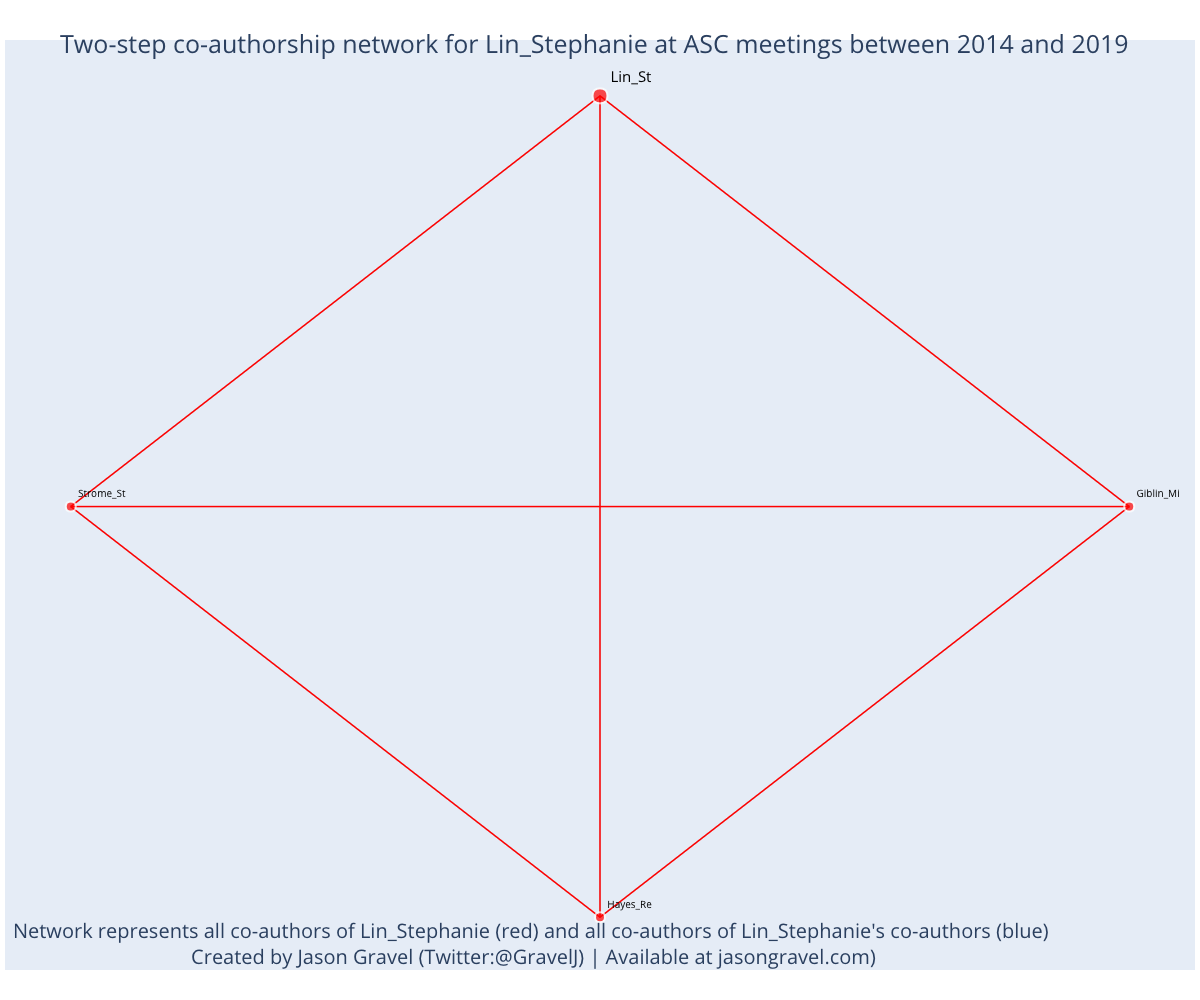 Two-step co-authorship network for Lin_Stephanie at ASC meetings between 2014 and 2019
Lin_St
Strome_St
Giblin_Mi
Hayes_Re
Network represents all co-authors of Lin_Stephanie (red) and all co-authors of Lin_Stephanie's co-authors (blue)
Created by Jason Gravel (Twitter:@GravelJ) | Available at jasongravel.com)